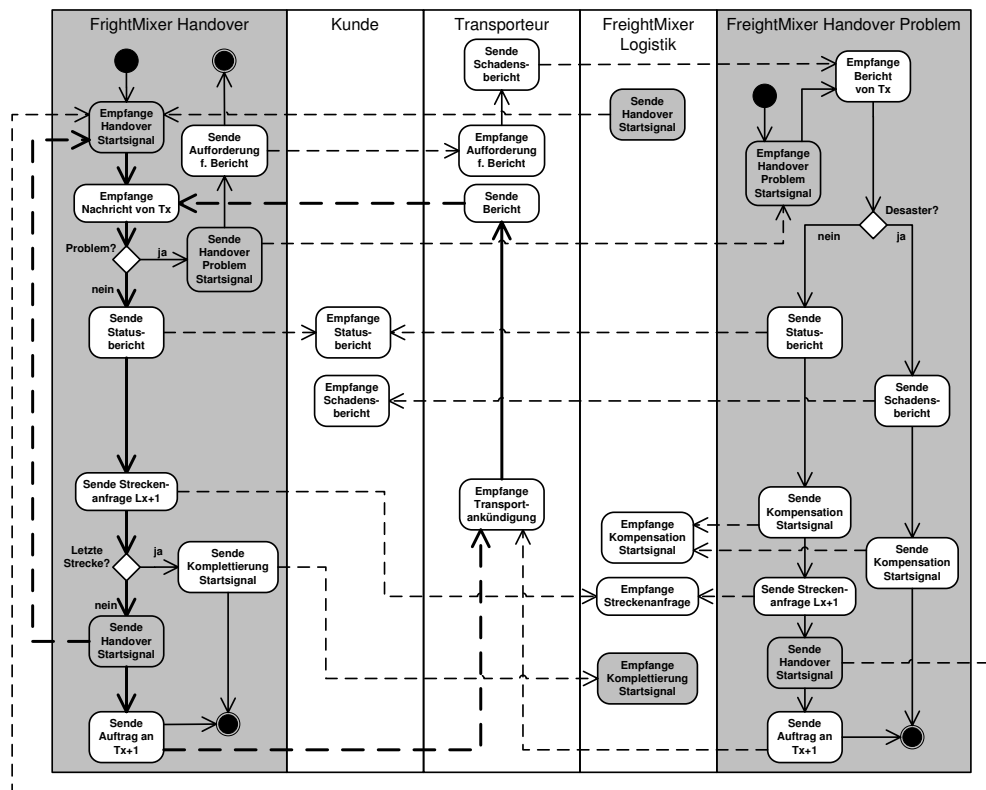 FrightMixer Handover
Kunde
Transporteur
FreightMixer
Logistik
FreightMixer Handover Problem
Empfange
Handover
Startsignal
Empfange
Nachricht von Tx
Problem?
ja
nein
Sende
Aufforderung
f. Bericht
Sende
Handover
Problem
Startsignal
Sende
Status-
bericht
Sende Strecken-
anfrage Lx+1
Letzte
Strecke?
ja
nein
Sende
Komplettierung
Startsignal
Sende
Handover
Startsignal
Sende
Auftrag an
Tx+1
Empfange
Status-
bericht
Empfange
Schadens-
bericht
Sende
Schadens-
bericht
Empfange
Aufforderung
f. Bericht
Sende
Bericht
Empfange
Transport-
ankündigung
Sende
Handover
Startsignal
Empfange
Kompensation
Startsignal
Empfange
Streckenanfrage
Empfange
Komplettierung
Startsignal
Empfange
Bericht
von Tx
Empfange
Handover
Problem
Startsignal
Desaster?
nein
ja
Sende
Status-
bericht
Sende
Schadens-
bericht
Sende
Kompensation
Startsignal
Sende
Kompensation
Startsignal
Sende Strecken-
anfrage Lx+1
Sende
Handover
Startsignal
Sende
Auftrag an
Tx+1